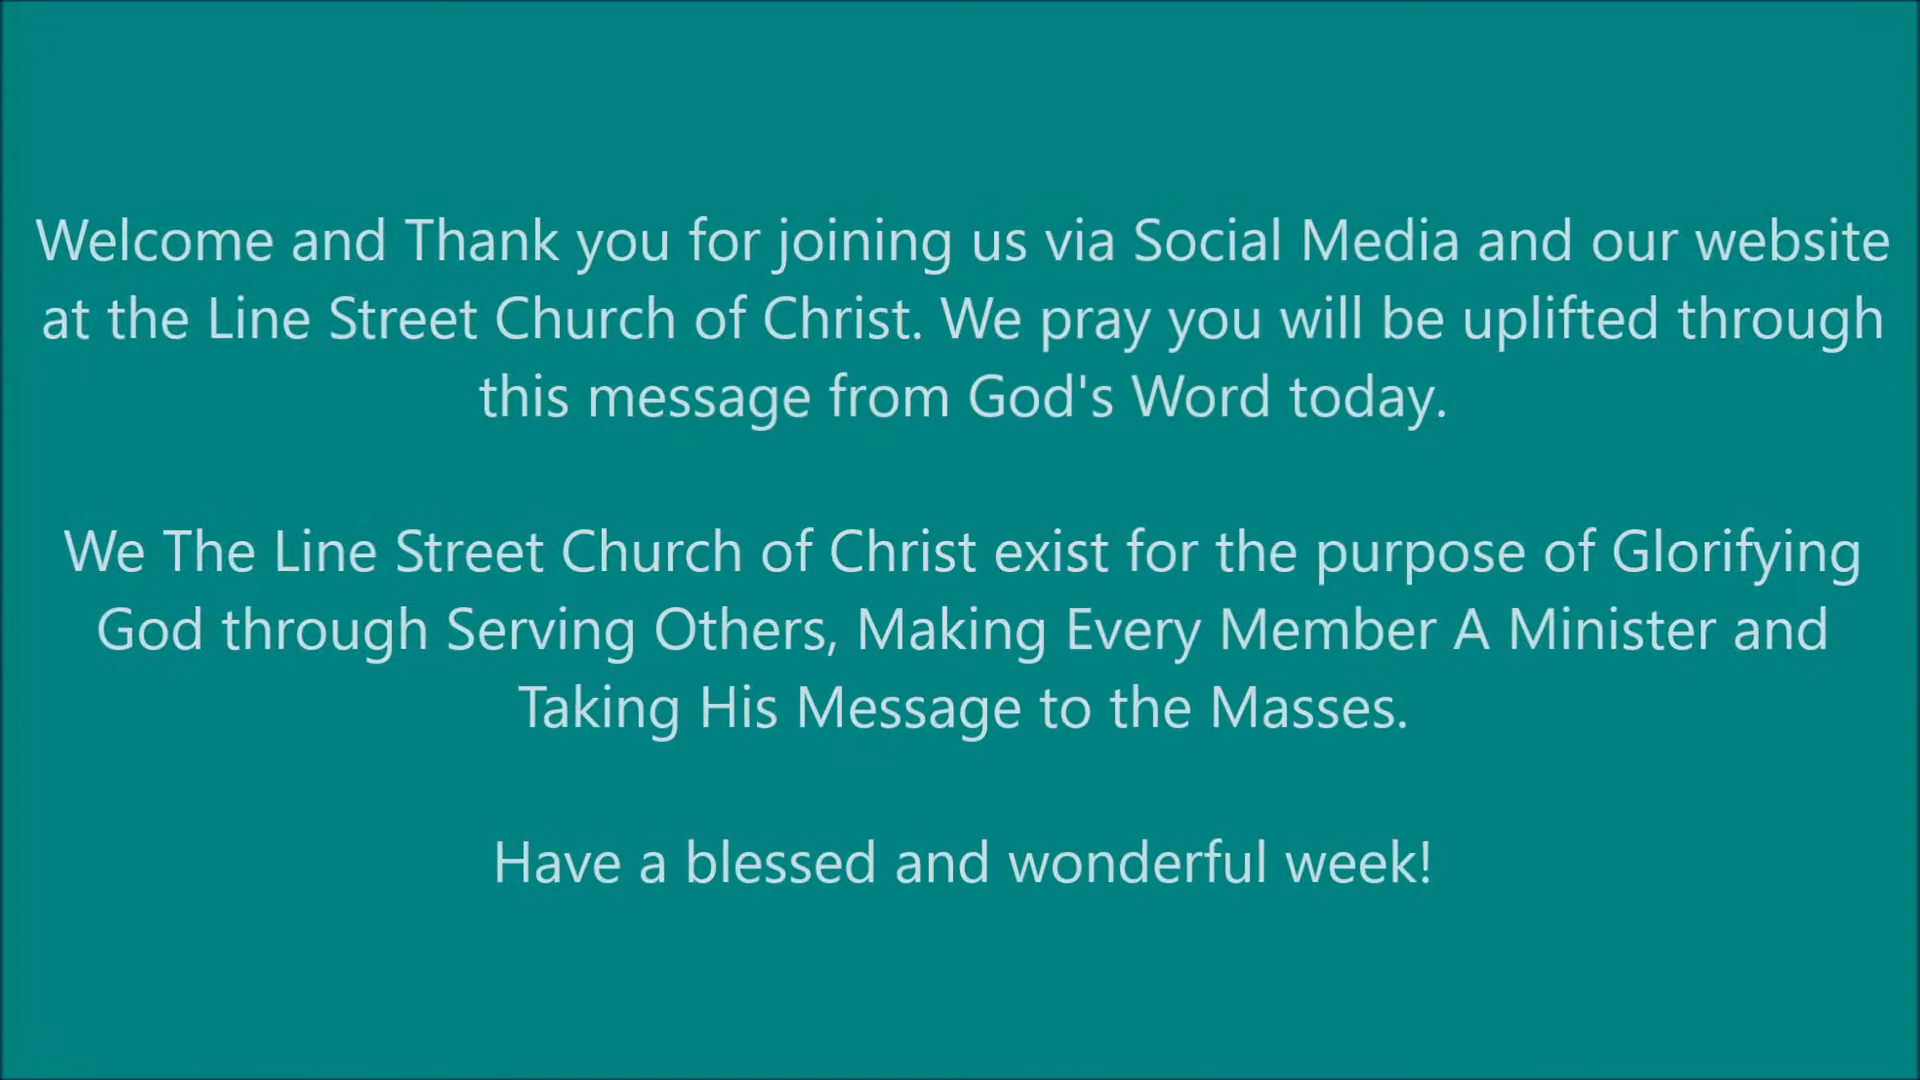 Welcome and Thank you for joining us via Social Media and our website
at the Line Street Church of Christ. We pray you will be uplifted through
this message from God's Word today.
We The Line Street Church of Christ exist for the purpose of Glorifying
God through Serving Others, Making Every Member A Minister and
Taking His Message to the Masses.
Have a blessed and wonderful week!